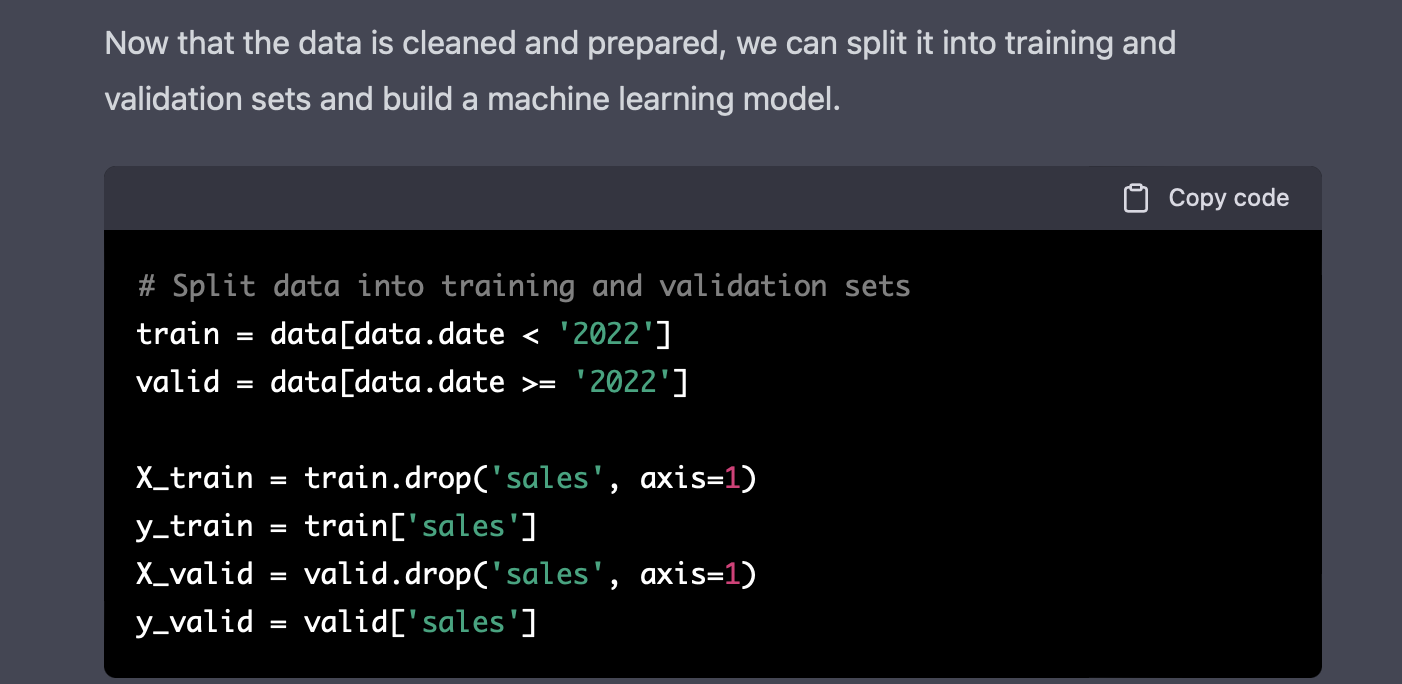 Now that the data is cleaned and prepared, we can split it into training and
validation sets and build a machine learning model.
Copy code
# Split data into training and validation sets
train = data[data.date < '2022']
valid = data[data.date >= '2022']
X_train = train.drop('sales', axis=1)
y_train = train['sales']
X_valid = valid.drop('sales', axis=1)
y_valid = valid['sales']